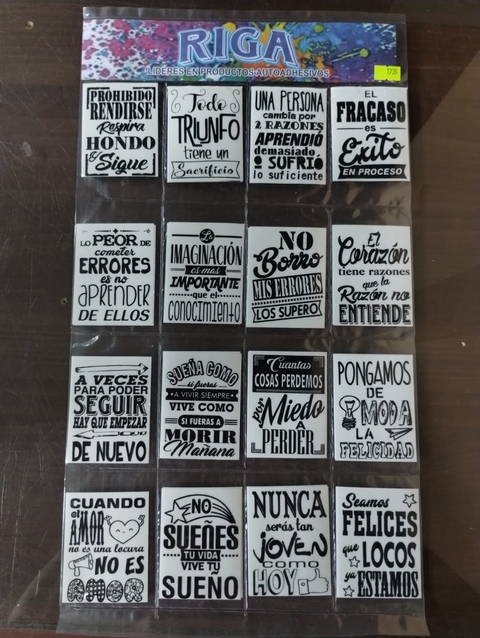 RIGA
LIDERES EN PRODUCTOS AUTOADHESIVOS
PROHIBIDO
RENDIRSE
Respira
HONDO
& Sigue
Todo
TRIUNFO
tiene un
Sacrificio
UNA PERSONA
cambia por
2 RAZONES
APRENDIÓ
demasiado
O SUFRIÓ
lo suficiente
EL
FRACASO
es
Exito
EN PROCESO
LO PEOR DE
cometer
ERRORES
es no
APRENDER
DE ELLOS
La
IMAGINACIÓN
es mas
IMPORTANTE
que el
CONOCIMIENTO
NO
Borro
MIS ERRORES
LOS SUPERO
El
Corazón
tiene razones
que la
Razón no
ENTIENDE
A VECES
PARA PODER
SEGUIR
HAY QUE EMPEZAR
DE NUEVO
SUEÑA COMO
si fueras
A VIVIR SIEMPRE
VIVE COMO
SI FUERAS A
MORIR
Mañana
Cuantas
COSAS PERDEMOS
por
Miedo
A
PERDER
PONGAMOS
DE
MODA
LA
FELICIDAD
CUANDO
el
AMOR
no es una locura
NO ES
AMOR
NO
SUEÑES
TU VIDA
VIVE TU
SUEÑO
NUNCA
serás tan
JOVEN
como
HOY
Seamos
FELICES
que
LOCOS
ya
ESTAMOS